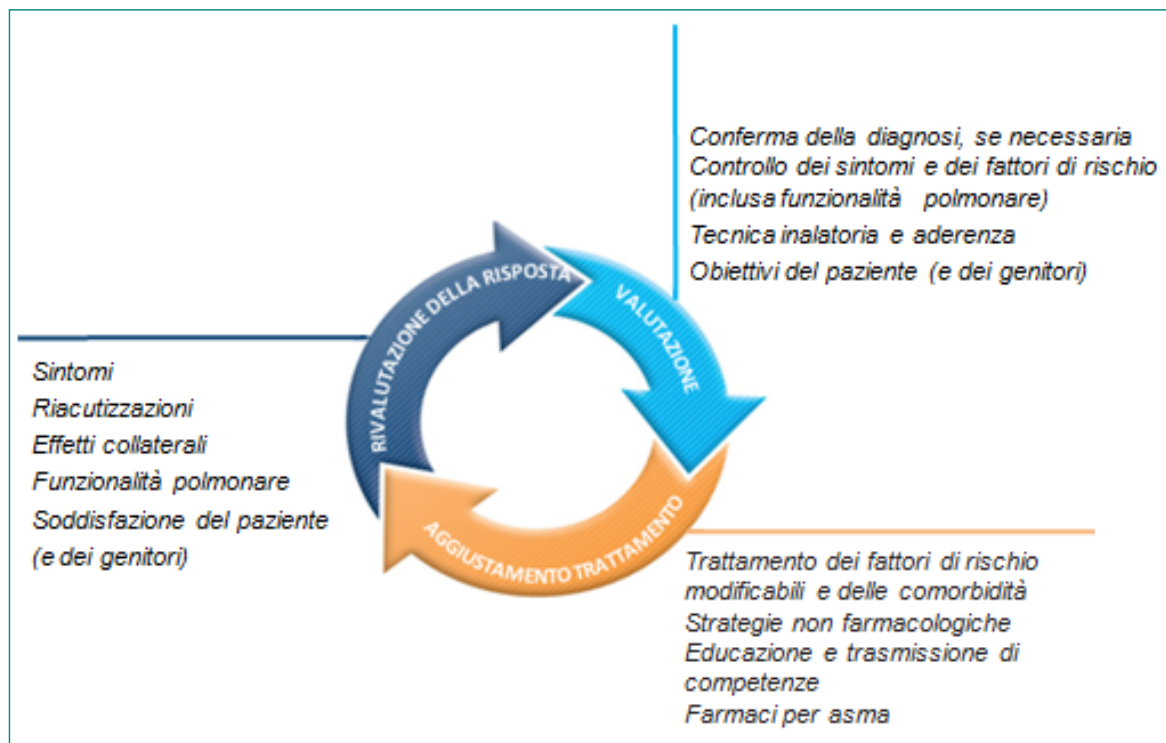 Conferma della diagnosi, se necessaria
Controllo dei sintomi e dei fattori di rischio
(inclusa funzionalità polmonare)
Tecnica inalatoria e aderenza
Obiettivi del paziente (e dei genitori)
RIVALUTAZIONE DELLA RISPOSTA
VALUTAZIONE
AGGIUSTAMENTO TRATTAMENTO
Sintomi
Riacutizzazioni
Effetti collaterali
Funzionalità polmonare
Soddisfazione del paziente
(e dei genitori)
Trattamento dei fattori di rischio
modificabili e delle comorbidità
Strategie non farmacologiche
Educazione e trasmissione di
competenze
Farmaci per asma